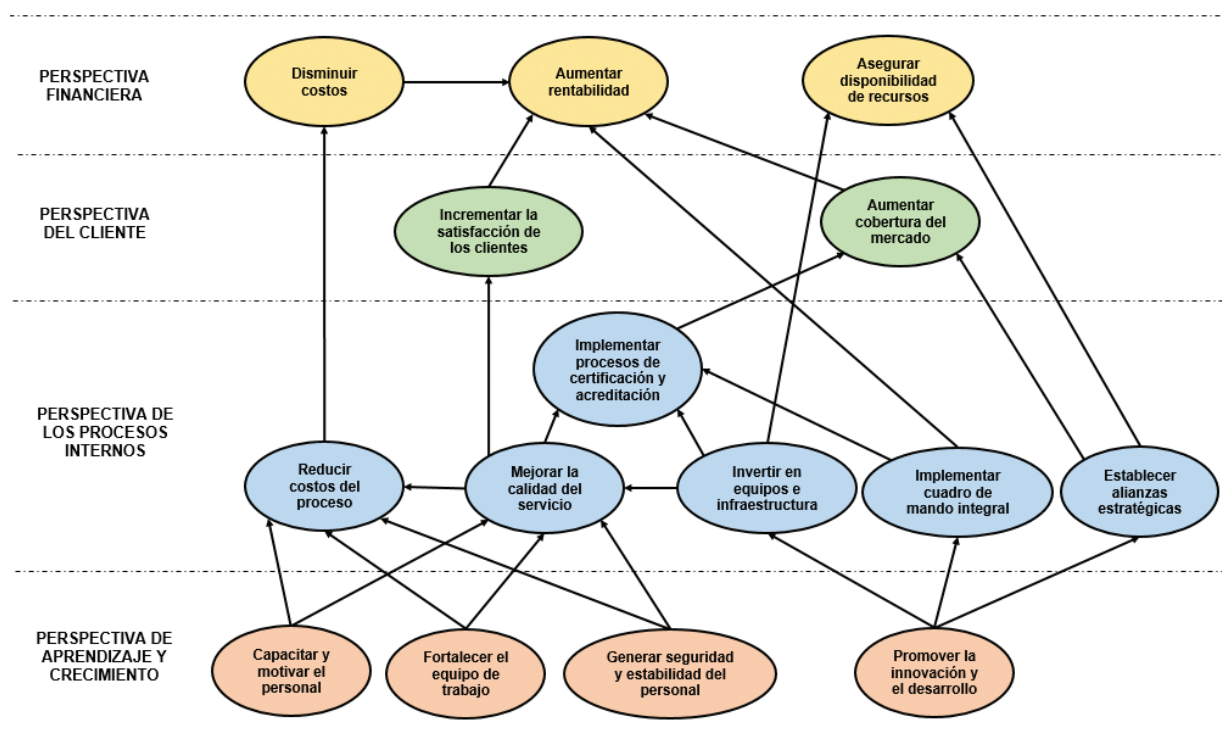 PERSPECTIVA
FINANCIERA
Disminuir
costos
Aumentar
rentabilidad
Asegurar
disponibilidad
de recursos
PERSPECTIVA
DEL CLIENTE
Incrementar la
satisfacción de
los clientes
Aumentar
cobertura del
mercado
PERSPECTIVA DE
LOS PROCESOS
INTERNOS
Implementar
procesos de
certificación y
acreditación
Reducir
costos del
proceso
Mejorar la
calidad del
servicio
Invertir en
equipos e
infraestructura
Implementar
cuadro de
mando integral
Establecer
alianzas
estratégicas
PERSPECTIVA DE
APRENDIZAJE Y
CRECIMIENTO
Capacitar y
motivar el
personal
Fortalecer el
equipo de
trabajo
Generar seguridad
y estabilidad del
personal
Promover la
innovación y
el desarrollo